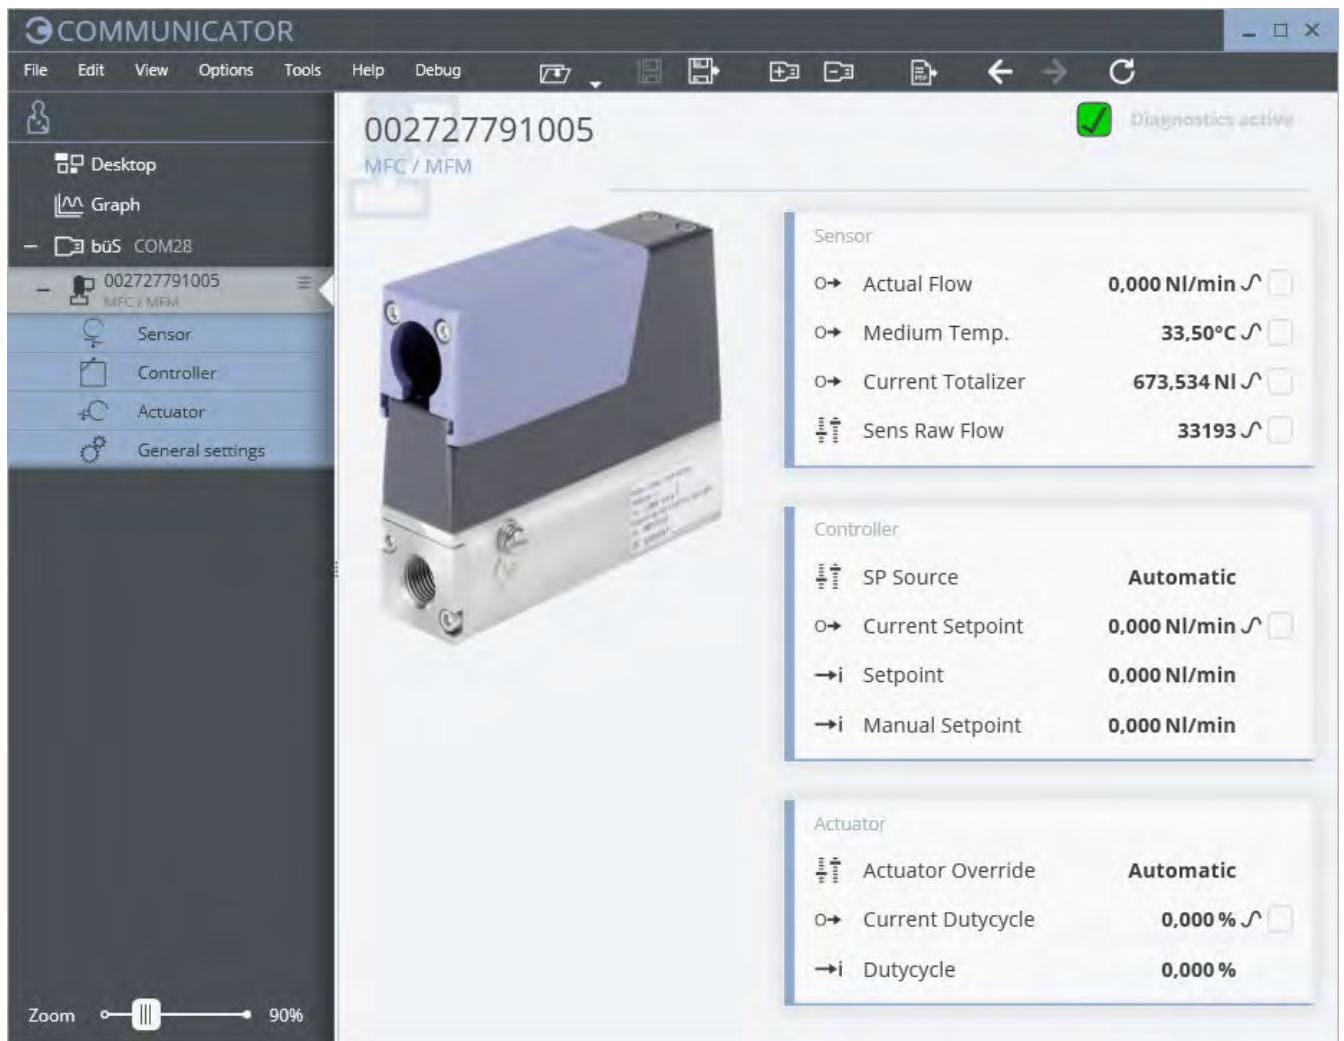 COMMUNICATOR
File Edit View Options Tools Help Debug
Desktop
Graph
büS COM28
002727791005
MFC / MFM
Sensor
Controller
Actuator
General settings
Zoom 90%
002727791005
MFC / MFM
Diagnostics active
Sensor
Actual Flow 0,000 Nl/min
Medium Temp. 33,50°C
Current Totalizer 673,534 Nl
Sens Raw Flow 33193
Controller
SP Source Automatic
Current Setpoint 0,000 Nl/min
Setpoint 0,000 Nl/min
Manual Setpoint 0,000 Nl/min
Actuator
Actuator Override Automatic
Current Dutycycle 0,000 %
Dutycycle 0,000 %